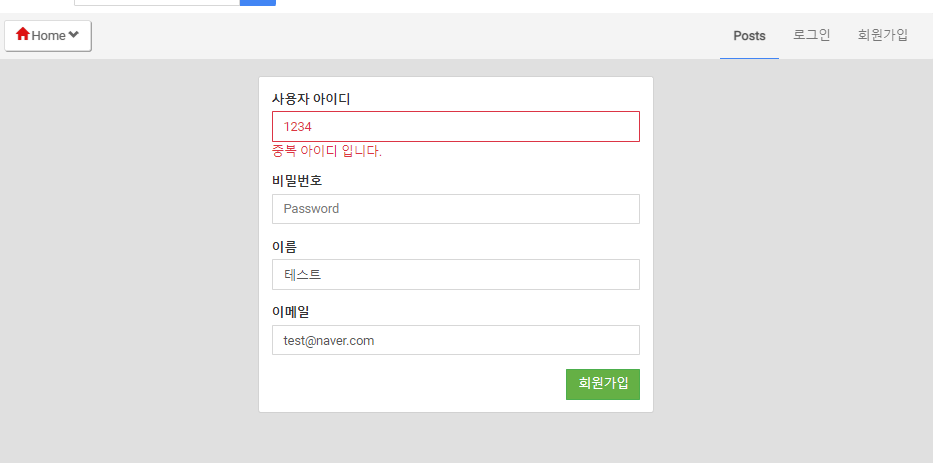 Home
Posts
로그인
회원가입
사용자 아이디
1234
중복 아이디 입니다.
비밀번호
Password
이름
테스트
이메일
test@naver.com
회원가입